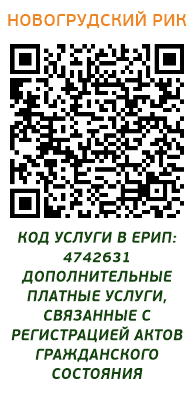 НОВОГРУДСКИЙ РИК
КОД УСЛУГИ В ЕРИП:
4742631
ДОПОЛНИТЕЛЬНЫЕ
ПЛАТНЫЕ УСЛУГИ,
СВЯЗАННЫЕ С
РЕГИСТРАЦИЕЙ АКТОВ
ГРАЖДАНСКОГО
СОСТОЯНИЯ